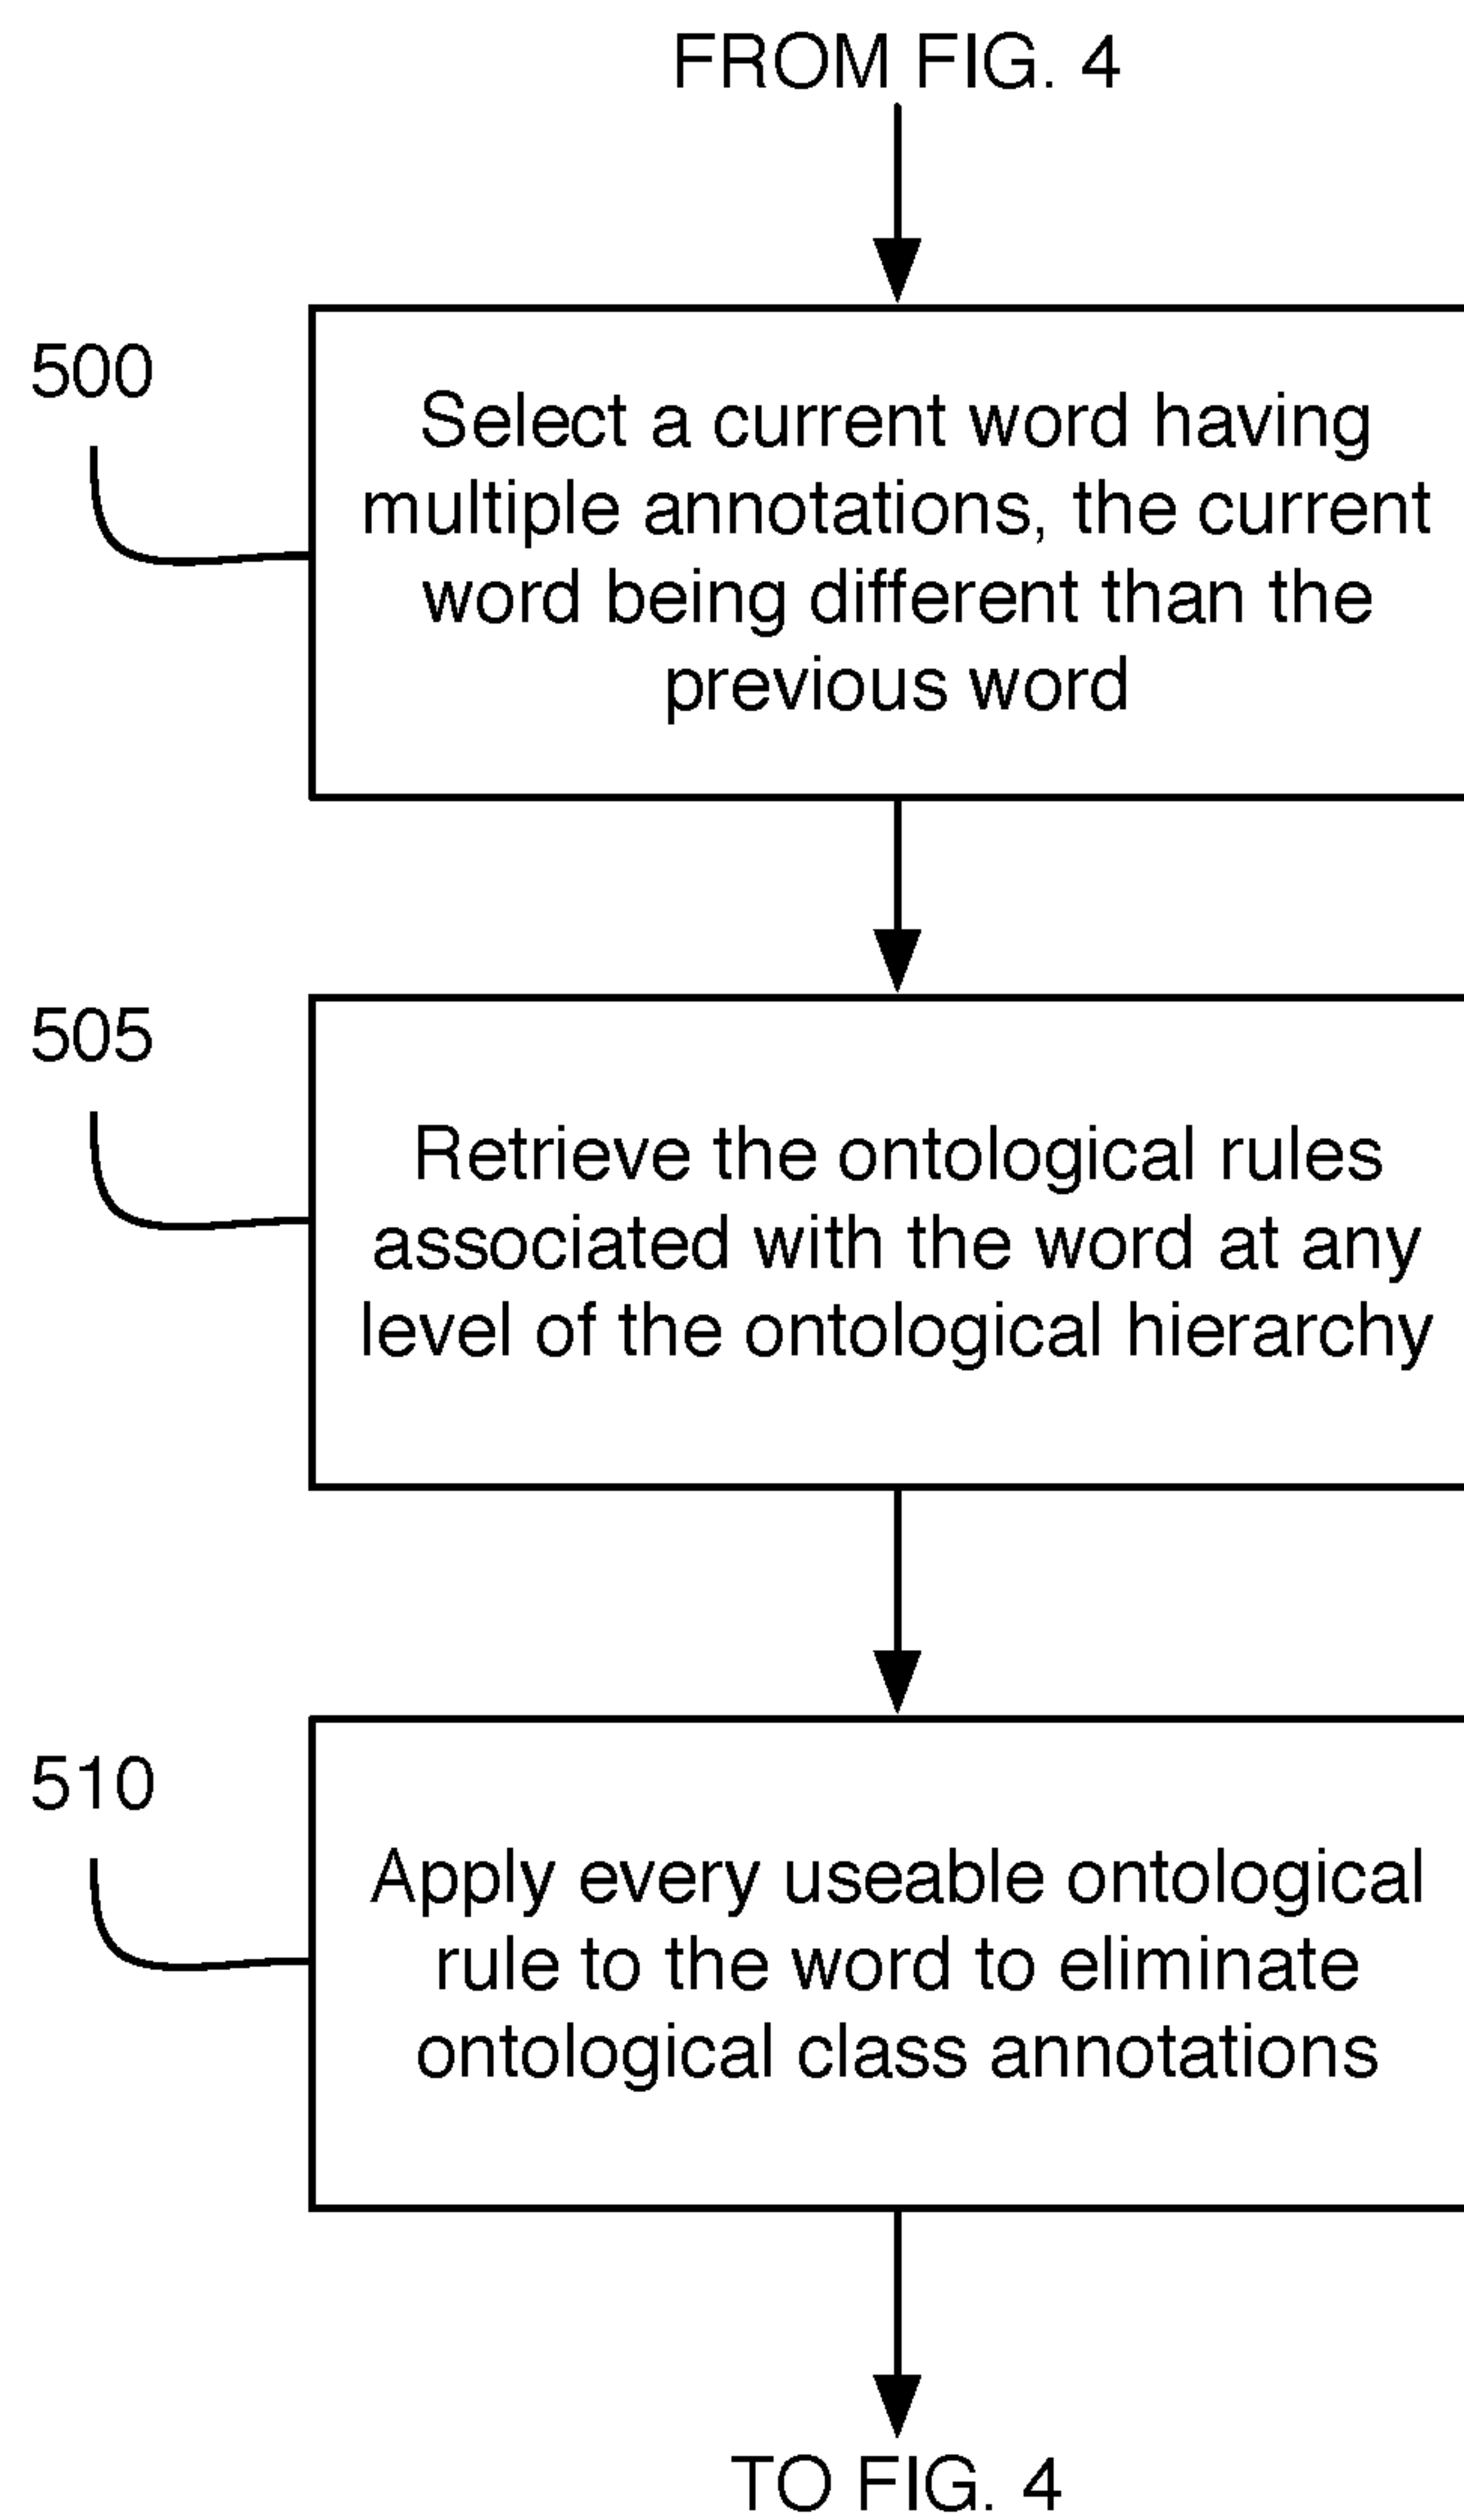 FROM FIG. 4
500
Select a current word having
multiple annotations, the current
word being different than the
previous word
505
Retrieve the ontological rules
associated with the word at any
level of the ontological hierarchy
510
Apply every useable ontological
rule to the word to eliminate
ontological class annotations
TO FIG. 4